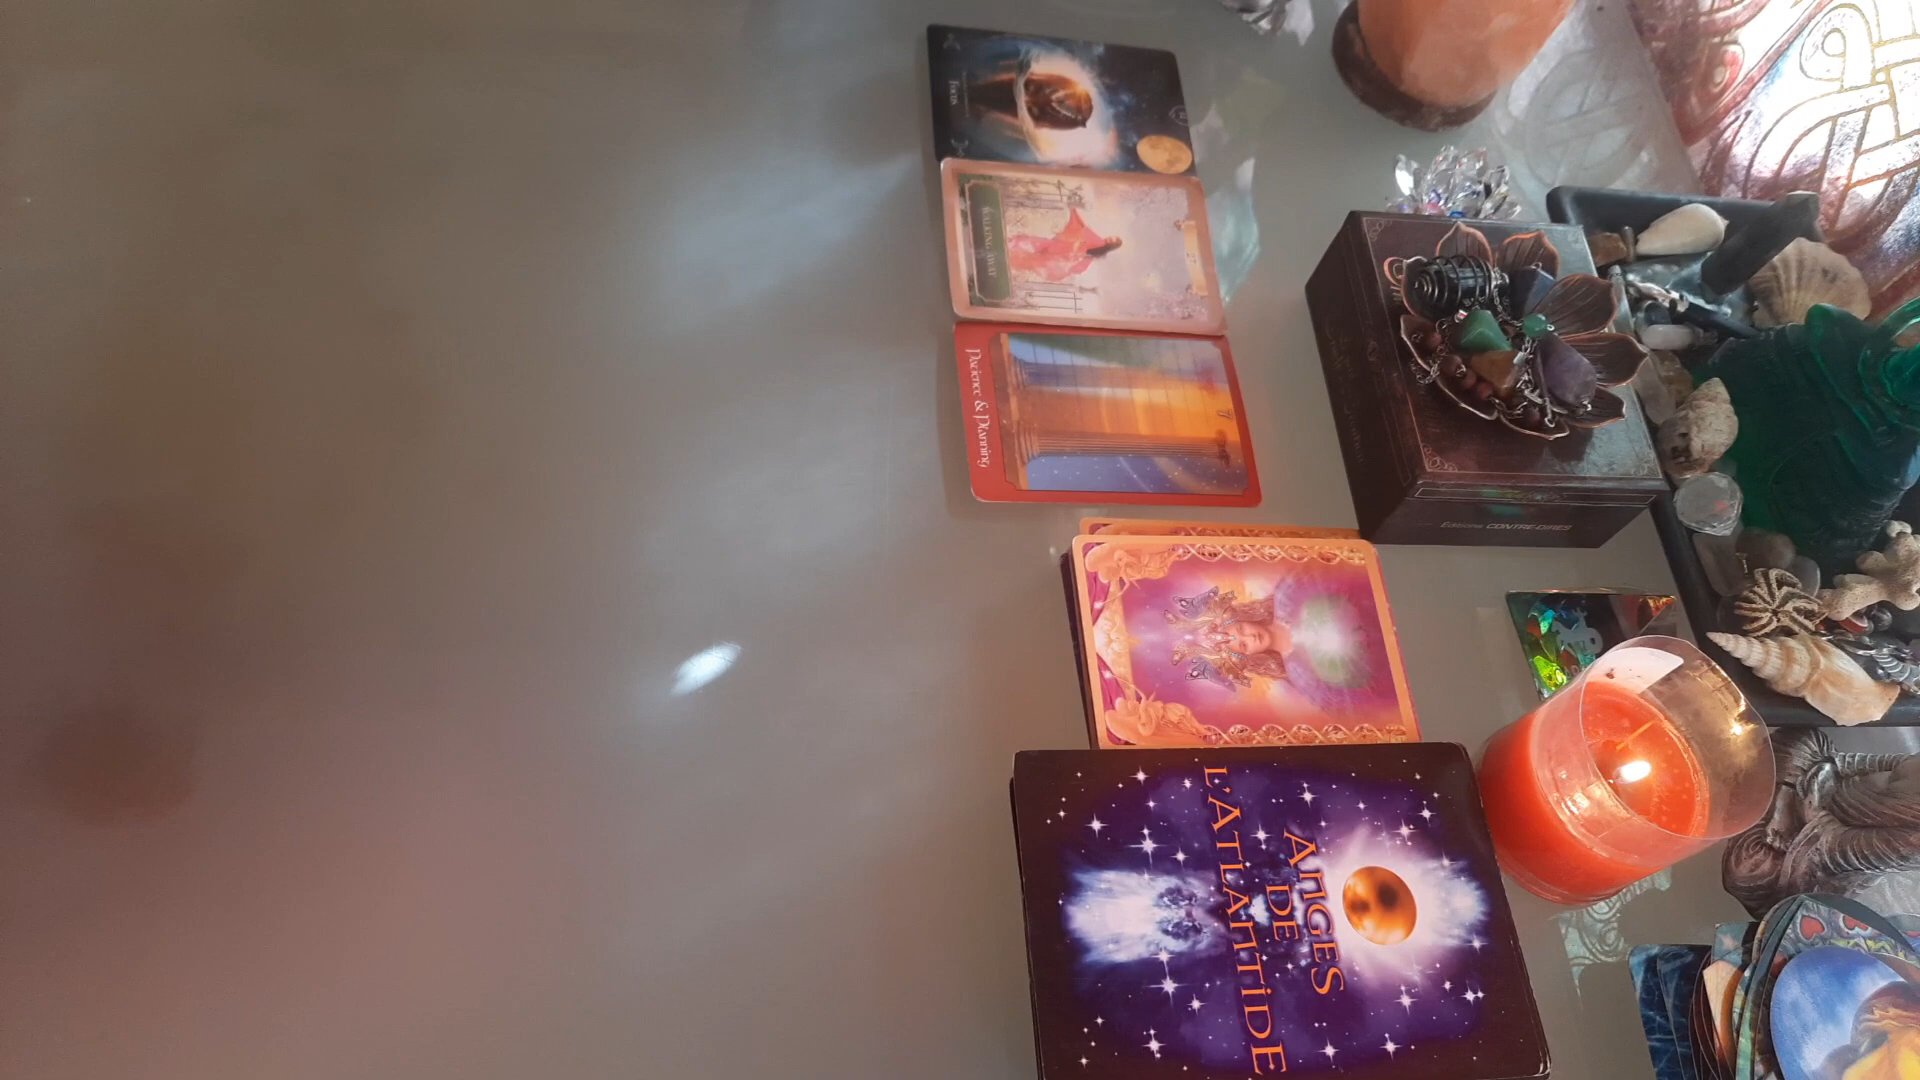 Focus
WALKING AWAY
Patience & Planning
Éditions CONTRE-DIRES
ANGES
DE
L'ATLANTIDE